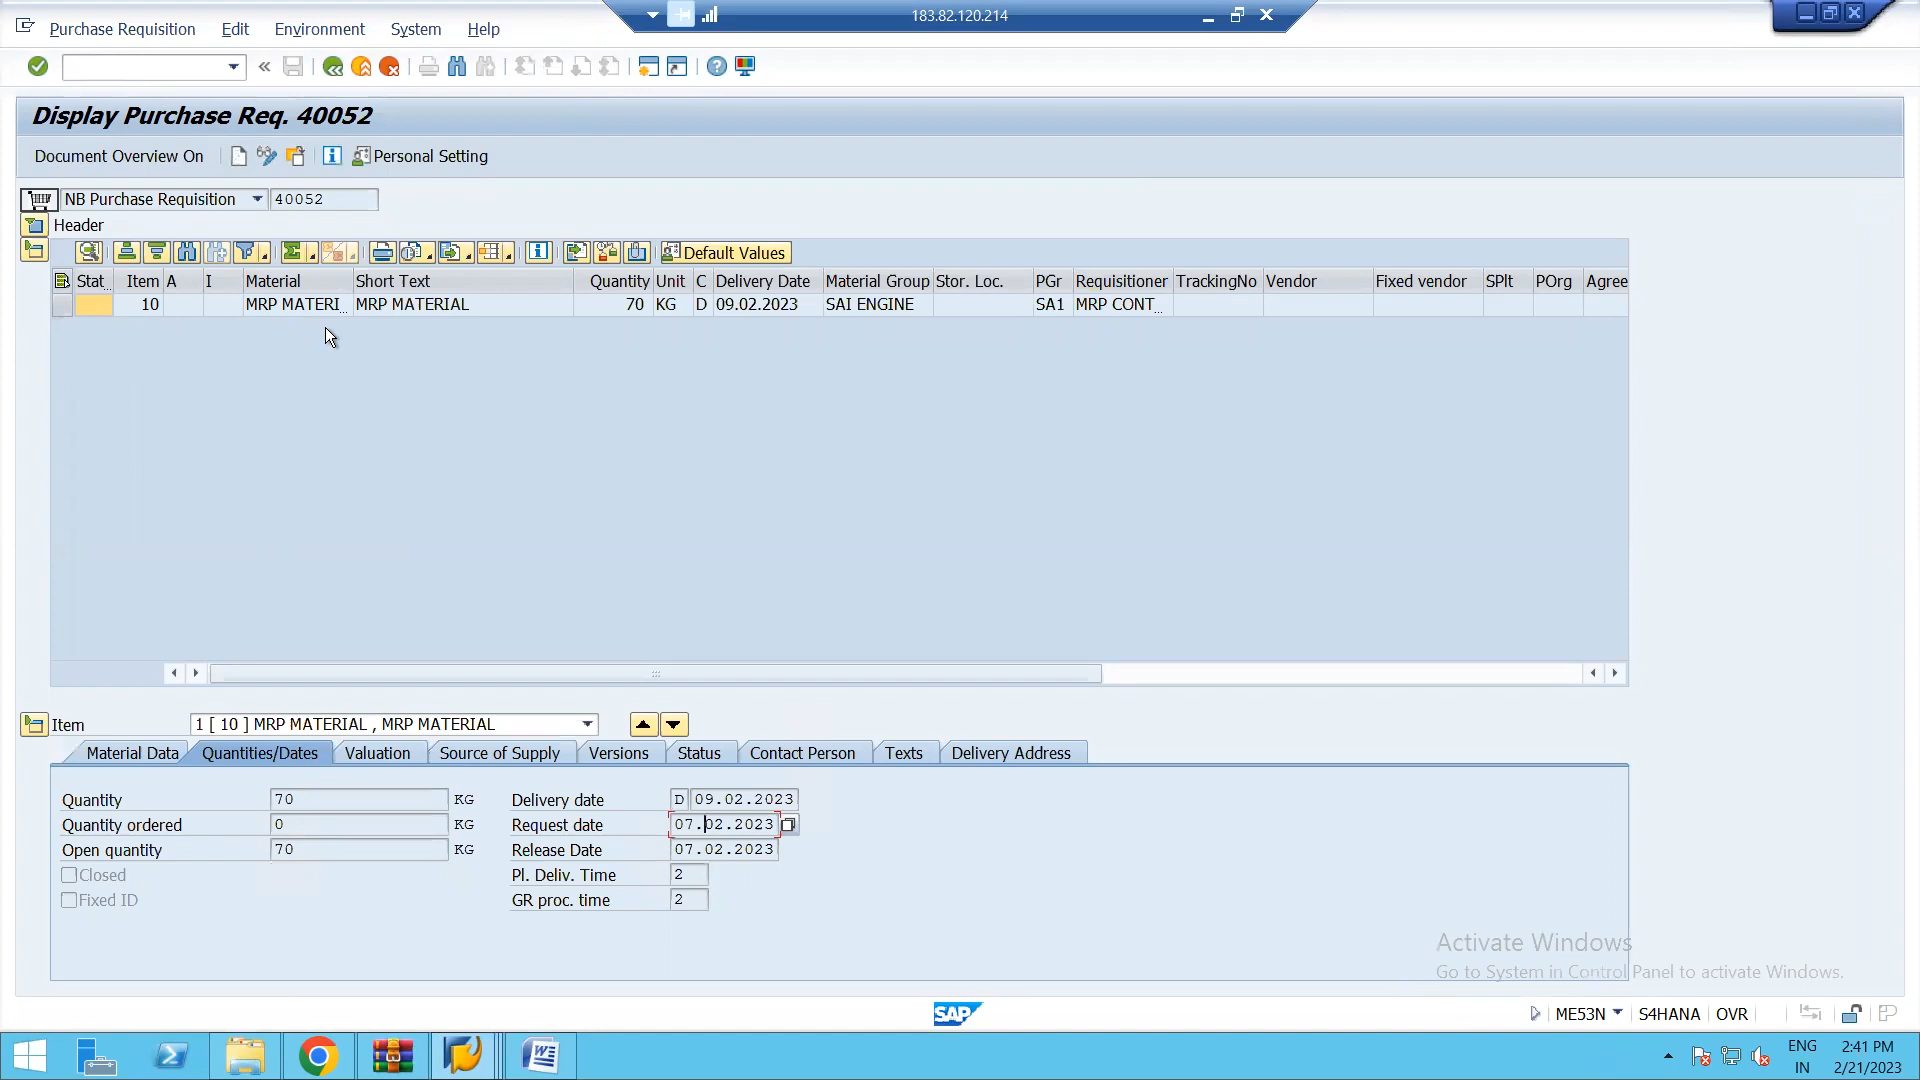 183.82.120.214
Purchase Requisition Edit Environment System Help
Display Purchase Req. 40052
Document Overview On Personal Setting
NB Purchase Requisition 40052
Header
Default Values
Stat.. Item A I Material Short Text Quantity Unit C Delivery Date Material Group Stor. Loc. PGr Requisitioner TrackingNo Vendor Fixed vendor SPlt POrg Agree
10 MRP MATERI... MRP MATERIAL 70 KG D 09.02.2023 SAI ENGINE SA1 MRP CONT...
Item 1 [ 10 ] MRP MATERIAL , MRP MATERIAL
Material Data Quantities/Dates Valuation Source of Supply Versions Status Contact Person Texts Delivery Address
Quantity 70 KG Delivery date D 09.02.2023
Quantity ordered 0 KG Request date 07.02.2023
Open quantity 70 KG Release Date 07.02.2023
Closed Pl. Deliv. Time 2
Fixed ID GR proc. time 2
Activate Windows
Go to System in Control Panel to activate Windows.
SAP ME53N S4HANA OVR
ENG 2:41 PM
IN 2/21/2023